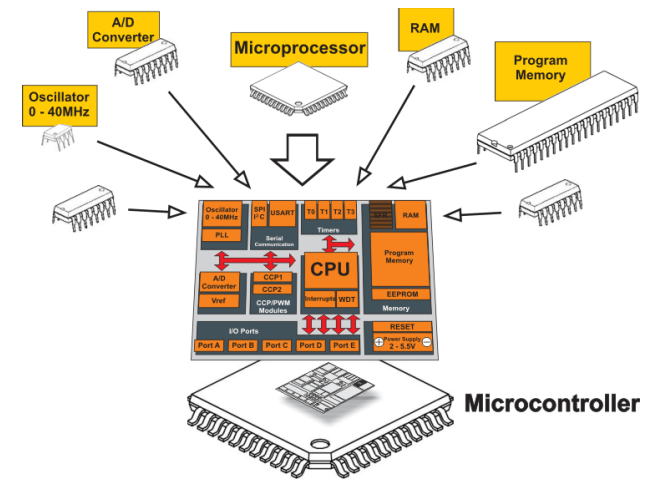 A/D
Converter
Microprocessor
RAM
Program
Memory
Oscillator
0 - 40MHz
Oscillator
0 - 40MHz
PLL
SPI
I²C
USART
Serial
Communication
T0
T1
T2
T3
Timers
SFR
RAM
Program
Memory
EEPROM
Memory
A/D
Converter
Vref
CCP1
CCP2
CCP/PWM
Modules
CPU
Interrupts
WDT
I/O Ports
Port A
Port B
Port C
Port D
Port E
RESET
Power Supply
2 - 5.5V
Microcontroller